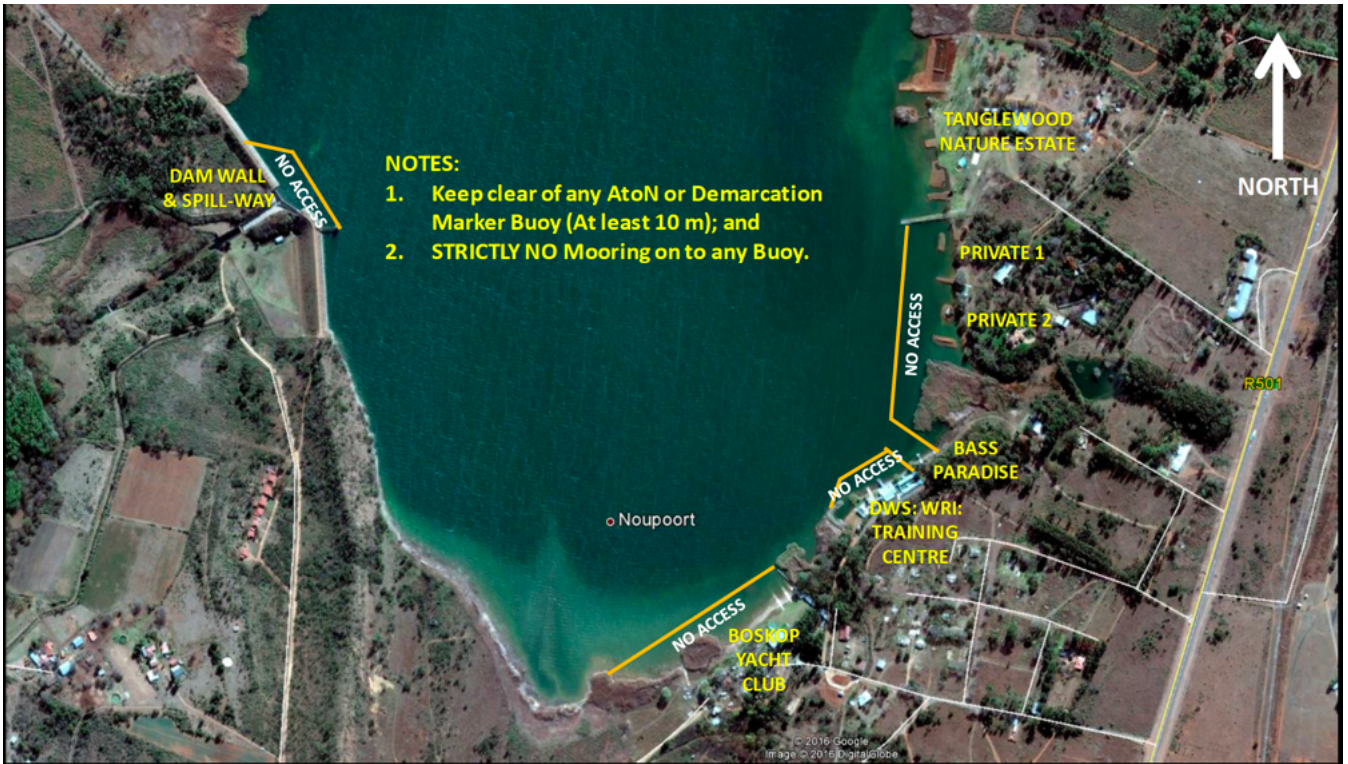 TANGLEWOOD
NATURE ESTATE
NORTH
DAM WALL
& SPILL-WAY
NO ACCESS
NOTES:
1. Keep clear of any AtoN or Demarcation
Marker Buoy (At least 10 m); and
2. STRICTLY NO Mooring on to any Buoy.
PRIVATE 1
PRIVATE 2
NO ACCESS
R501
BASS
PARADISE
NO ACCESS
DWS: WRI:
TRAINING
CENTRE
Noupoort
NO ACCESS
BOSKOP
YACHT
CLUB
© 2016 Google
Image © 2016 DigitalGlobe